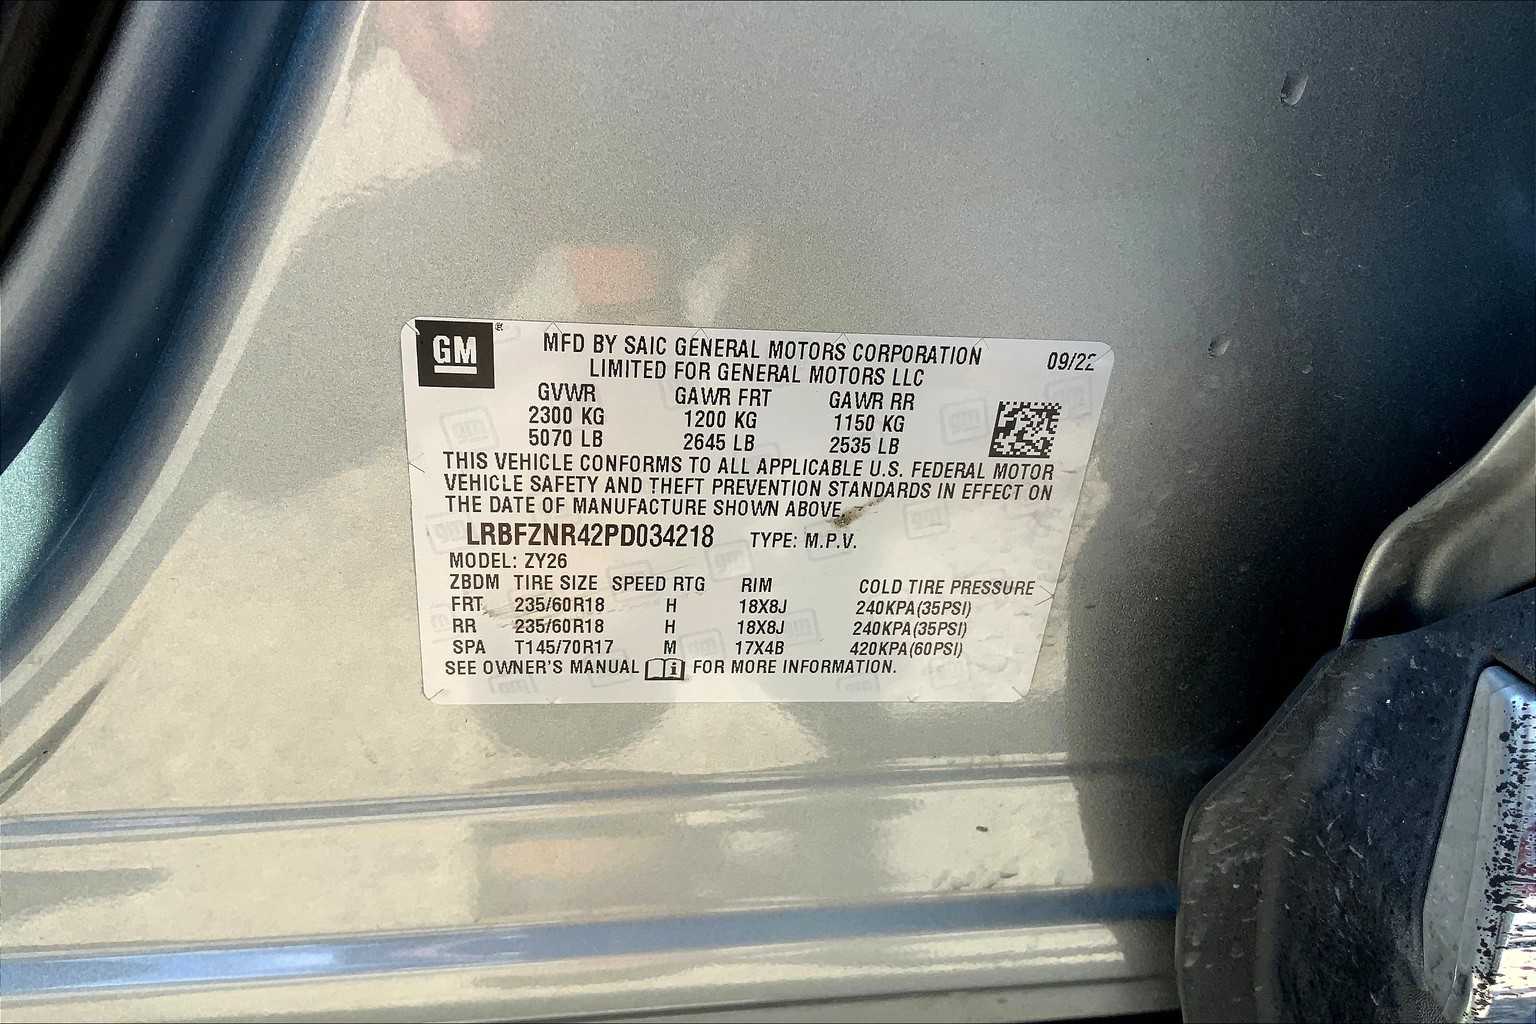 GM ® MFD BY SAIC GENERAL MOTORS CORPORATION 09/22
LIMITED FOR GENERAL MOTORS LLC
GVWR GAWR FRT GAWR RR
2300 KG 1200 KG 1150 KG
5070 LB 2645 LB 2535 LB
THIS VEHICLE CONFORMS TO ALL APPLICABLE U.S. FEDERAL MOTOR
VEHICLE SAFETY AND THEFT PREVENTION STANDARDS IN EFFECT ON
THE DATE OF MANUFACTURE SHOWN ABOVE.
LRBFZNR42PD034218 TYPE: M.P.V.
MODEL: ZY26
ZBDM TIRE SIZE SPEED RTG RIM COLD TIRE PRESSURE
FRT 235/60R18 H 18X8J 240KPA(35PSI)
RR 235/60R18 H 18X8J 240KPA(35PSI)
SPA T145/70R17 M 17X4B 420KPA(60PSI)
SEE OWNER'S MANUAL FOR MORE INFORMATION.